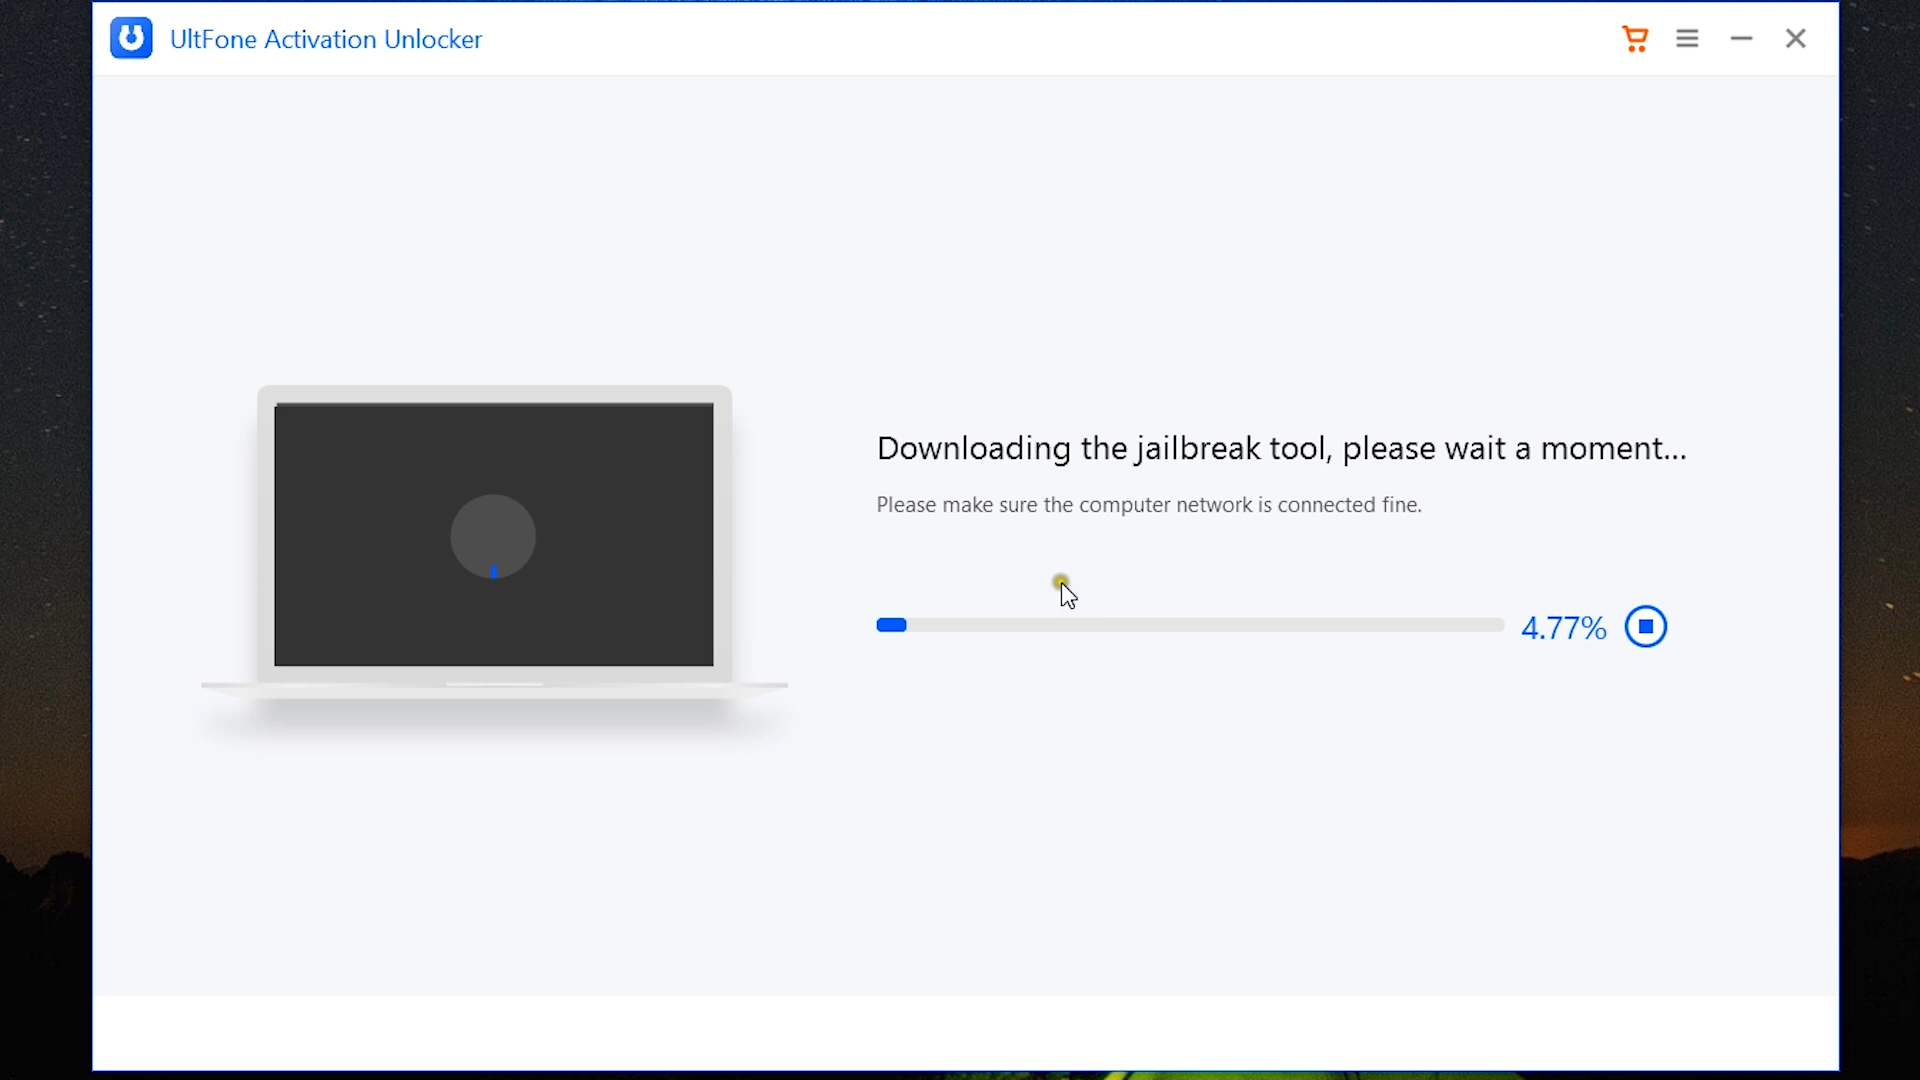 UltFone Activation Unlocker
Downloading the jailbreak tool, please wait a moment...
Please make sure the computer network is connected fine.
4.77%